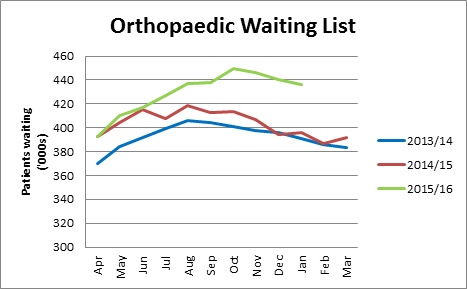 Orthopaedic Waiting List
Patients waiting
('000s)
460
440
420
400
380
360
340
320
300
Apr
May
Jun
Jul
Aug
Sep
Oct
Nov
Dec
Jan
Feb
Mar
2013/14
2014/15
2015/16